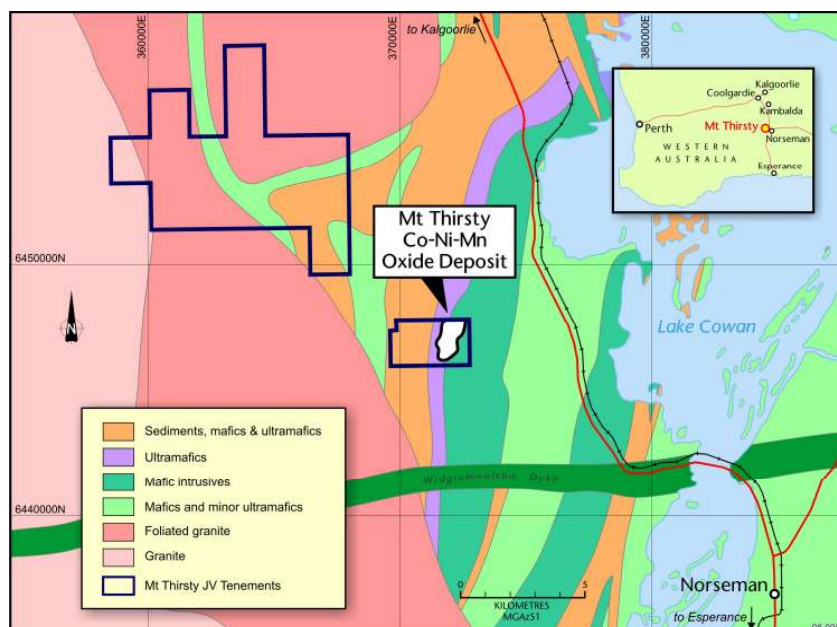 360000E
370000E
380000E
to Kalgoorlie
Kalgoorlie
Coolgardie
Kambalda
Perth
Mt Thirsty
Norseman
WESTERN
AUSTRALIA
Esperance
Mt Thirsty
Co-Ni-Mn
Oxide Deposit
6450000N
N
Lake Cowan
Sediments, mafics & ultramafics
Ultramafics
Mafic intrusives
Mafics and minor ultramafics
Foliated granite
Granite
Mt Thirsty JV Tenements
Widgiemooltha Dyke
6440000N
0 5
KILOMETRES
MGAz51
Norseman
to Esperance